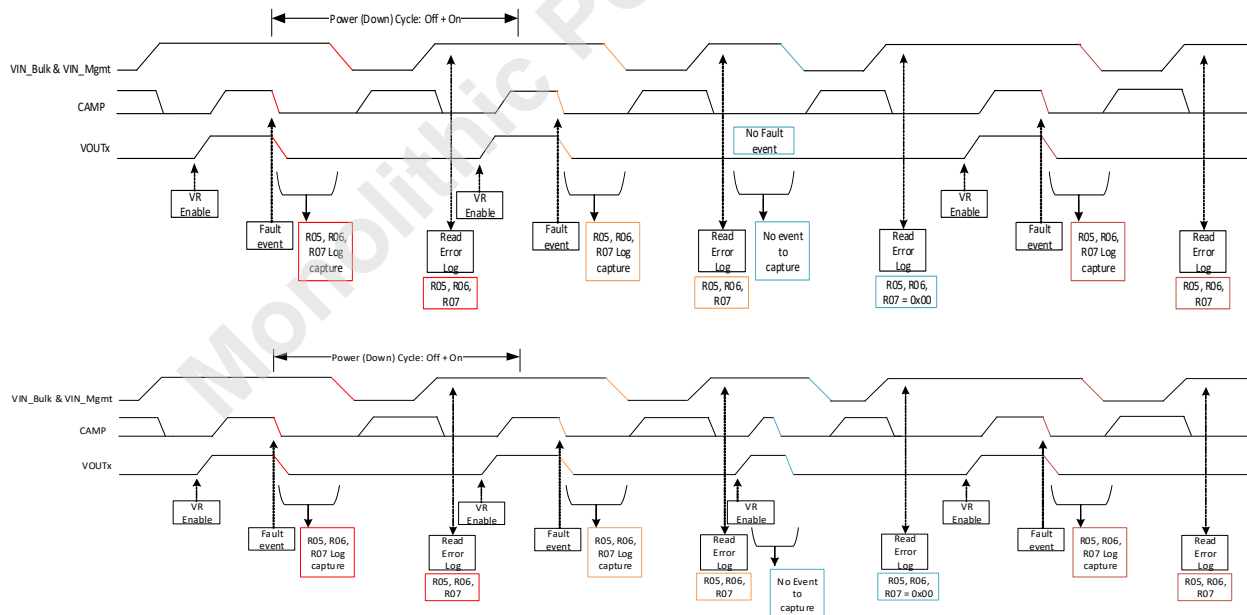 Monolithic Po
Power (Down) Cycle: Off + On
VIN_Bulk & VIN_Mgmt
CAMP
VOUTx
No Fault
event
VR
Enable
Fault
event
R05, R06,
R07 Log
capture
Read
Error
Log
R05, R06,
R07
VR
Enable
Fault
event
R05, R06,
R07 Log
capture
Read
Error
Log
R05, R06,
R07
No event
to
capture
Read
Error
Log
R05, R06,
R07 = 0x00
VR
Enable
Fault
event
R05, R06,
R07 Log
capture
Read
Error
Log
R05, R06,
R07
Power (Down) Cycle: Off + On
VIN_Bulk & VIN_Mgmt
CAMP
VOUTx
VR
Enable
Fault
event
R05, R06,
R07 Log
capture
Read
Error
Log
R05, R06,
R07
VR
Enable
Fault
event
R05, R06,
R07 Log
capture
VR
Enable
Read
Error
Log
R05, R06,
R07
No Event
to
capture
Read
Error
Log
R05, R06,
R07 = 0x00
VR
Enable
Fault
event
R05, R06,
R07 Log
capture
Read
Error
Log
R05, R06,
R07